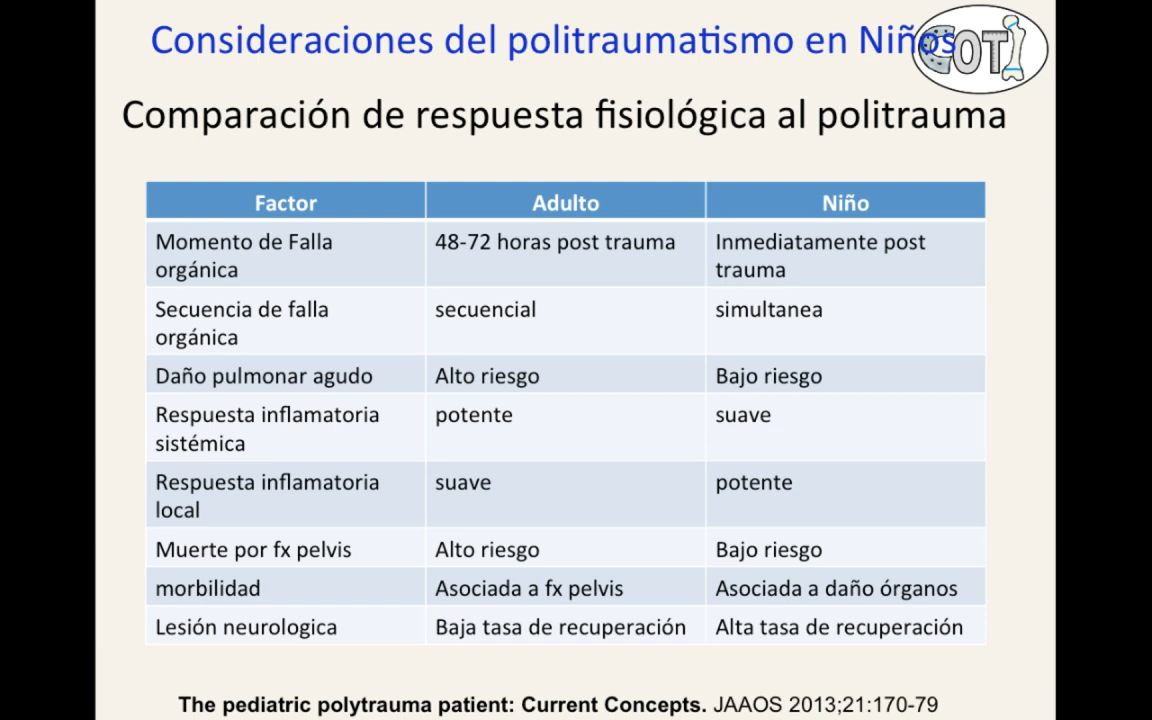 Consideraciones del politraumatismo en Niños
COT
Comparación de respuesta fisiológica al politrauma
Factor Adulto Niño
Momento de Falla orgánica 48-72 horas post trauma Inmediatamente post trauma
Secuencia de falla orgánica secuencial simultanea
Daño pulmonar agudo Alto riesgo Bajo riesgo
Respuesta inflamatoria sistémica potente suave
Respuesta inflamatoria local suave potente
Muerte por fx pelvis Alto riesgo Bajo riesgo
morbilidad Asociada a fx pelvis Asociada a daño órganos
Lesión neurologica Baja tasa de recuperación Alta tasa de recuperación
The pediatric polytrauma patient: Current Concepts. JAAOS 2013;21:170-79